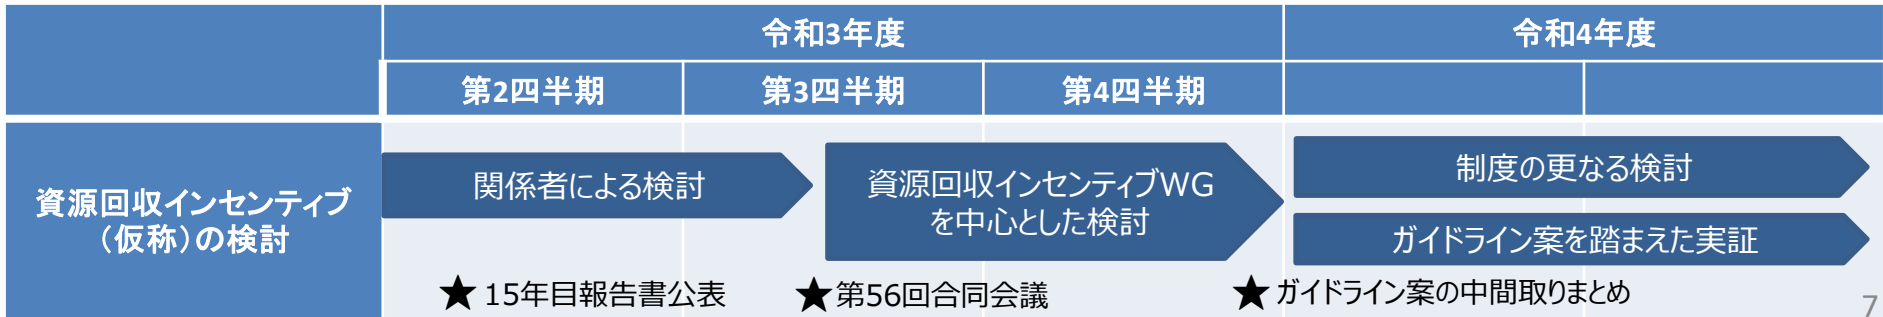 令和3年度
令和4年度
第2四半期
第3四半期
第4四半期
資源回収インセンティブ
（仮称）の検討
関係者による検討
資源回収インセンティブWG
を中心とした検討
制度の更なる検討
ガイドライン案を踏まえた実証
★ 15年目報告書公表
★第56回合同会議
★ガイドライン案の中間取りまとめ
7